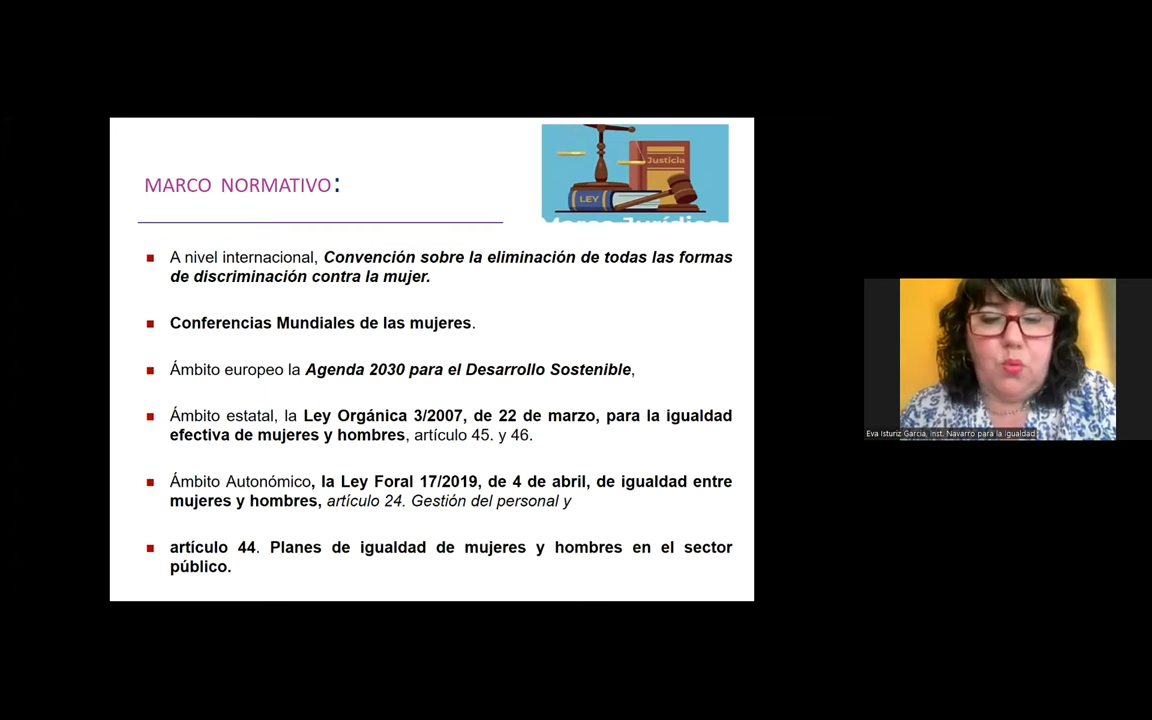 Justicia
LEY
Marco Jurídico
MARCO NORMATIVO:
A nivel internacional, Convención sobre la eliminación de todas las formas
de discriminación contra la mujer.
Conferencias Mundiales de las mujeres.
Ámbito europeo la Agenda 2030 para el Desarrollo Sostenible,
Ámbito estatal, la Ley Orgánica 3/2007, de 22 de marzo, para la igualdad
efectiva de mujeres y hombres, artículo 45. y 46.
Ámbito Autonómico, la Ley Foral 17/2019, de 4 de abril, de igualdad entre
mujeres y hombres, artículo 24. Gestión del personal y
artículo 44. Planes de igualdad de mujeres y hombres en el sector
público.
Eva Isturiz Garcia, Inst. Navarro para la Igualdad